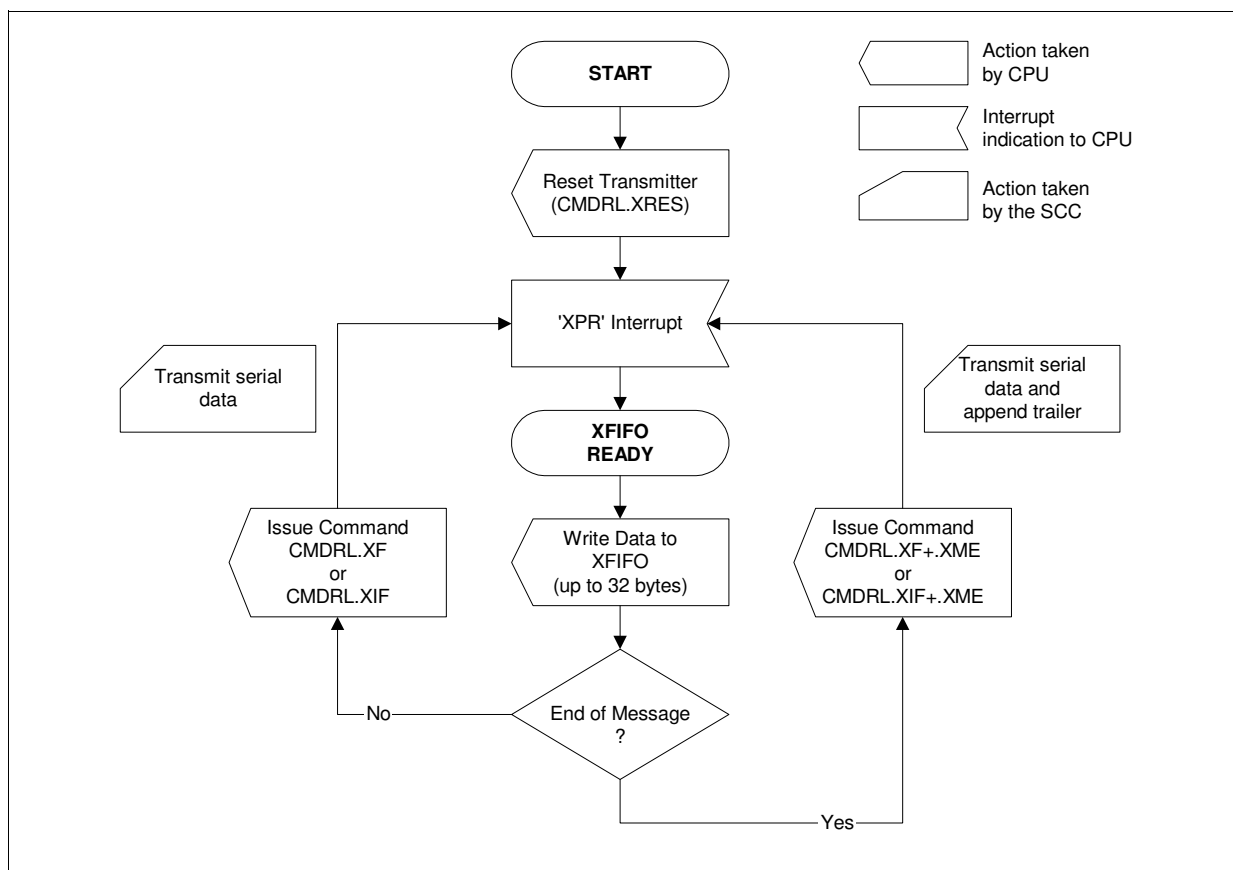 START
Action taken
by CPU
Interrupt
indication to CPU
Action taken
by the SCC
Reset Transmitter
(CMDRL.XRES)
'XPR' Interrupt
Transmit serial
data
Transmit serial
data and
append trailer
XFIFO
READY
Issue Command
CMDRL.XF
or
CMDRL.XIF
Write Data to
XFIFO
(up to 32 bytes)
Issue Command
CMDRL.XF+.XME
or
CMDRL.XIF+.XME
No
End of Message
?
Yes